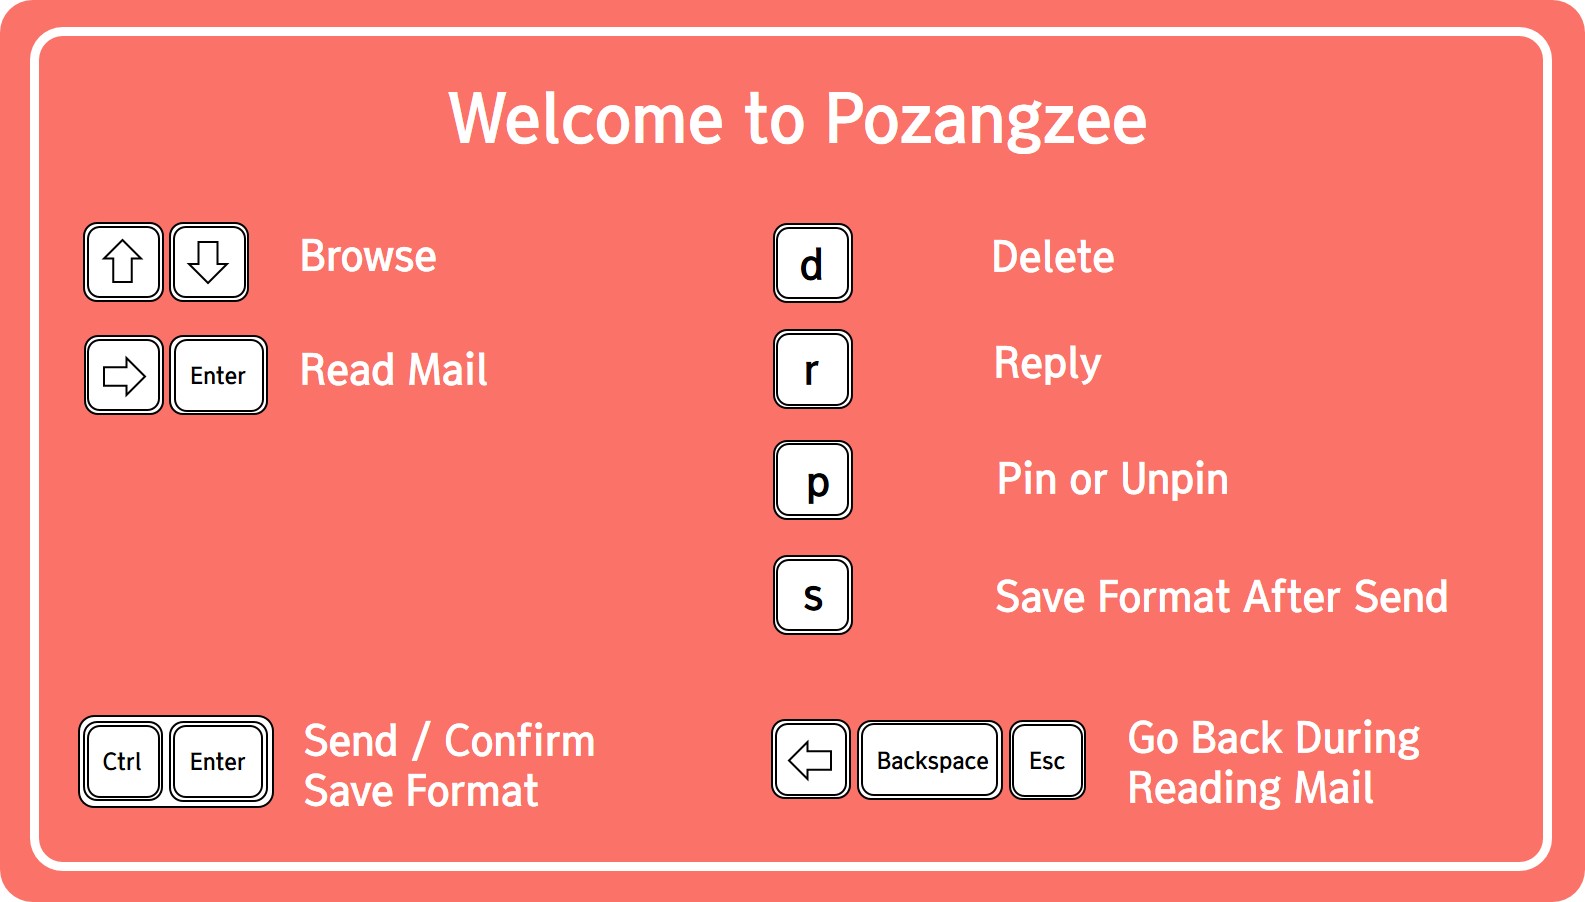 Welcome to Pozangzee
Browse
Enter
Read Mail
d
Delete
r
Reply
p
Pin or Unpin
s
Save Format After Send
Ctrl
Enter
Send / Confirm
Save Format
Backspace
Esc
Go Back During
Reading Mail